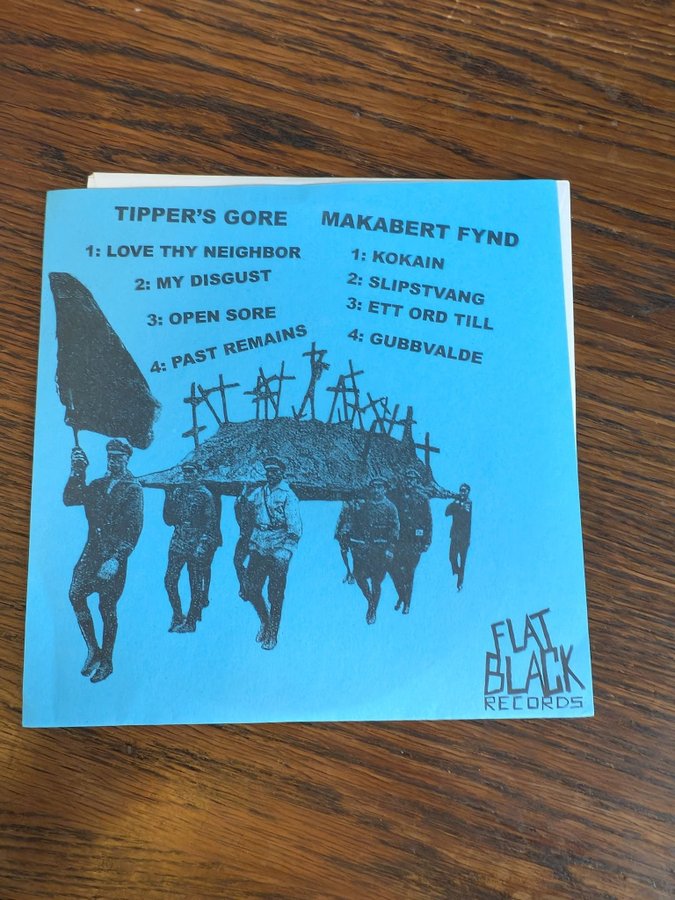 TIPPER'S GORE
1: LOVE THY NEIGHBOR
2: MY DISGUST
3: OPEN SORE
4: PAST REMAINS
MAKABERT FYND
1: KOKAIN
2: SLIPSTVANG
3: ETT ORD TILL
4: GUBBVALDE
FLAT
BLACK
RECORDS